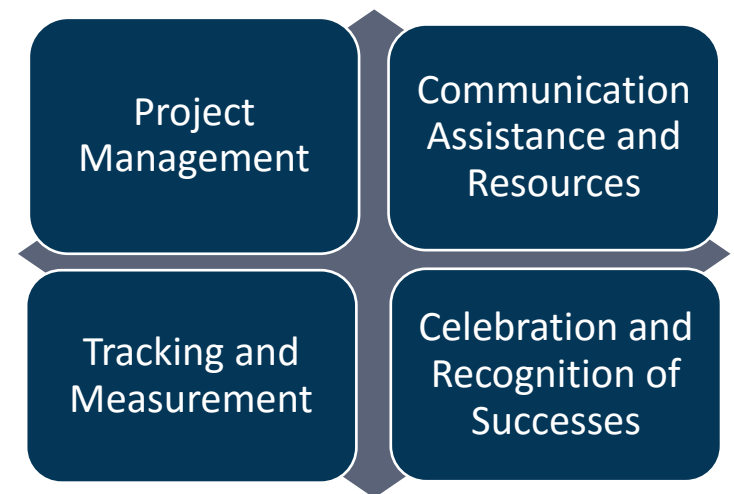 Project
Management
Communication
Assistance and
Resources
Tracking and
Measurement
Celebration and
Recognition of
Successes